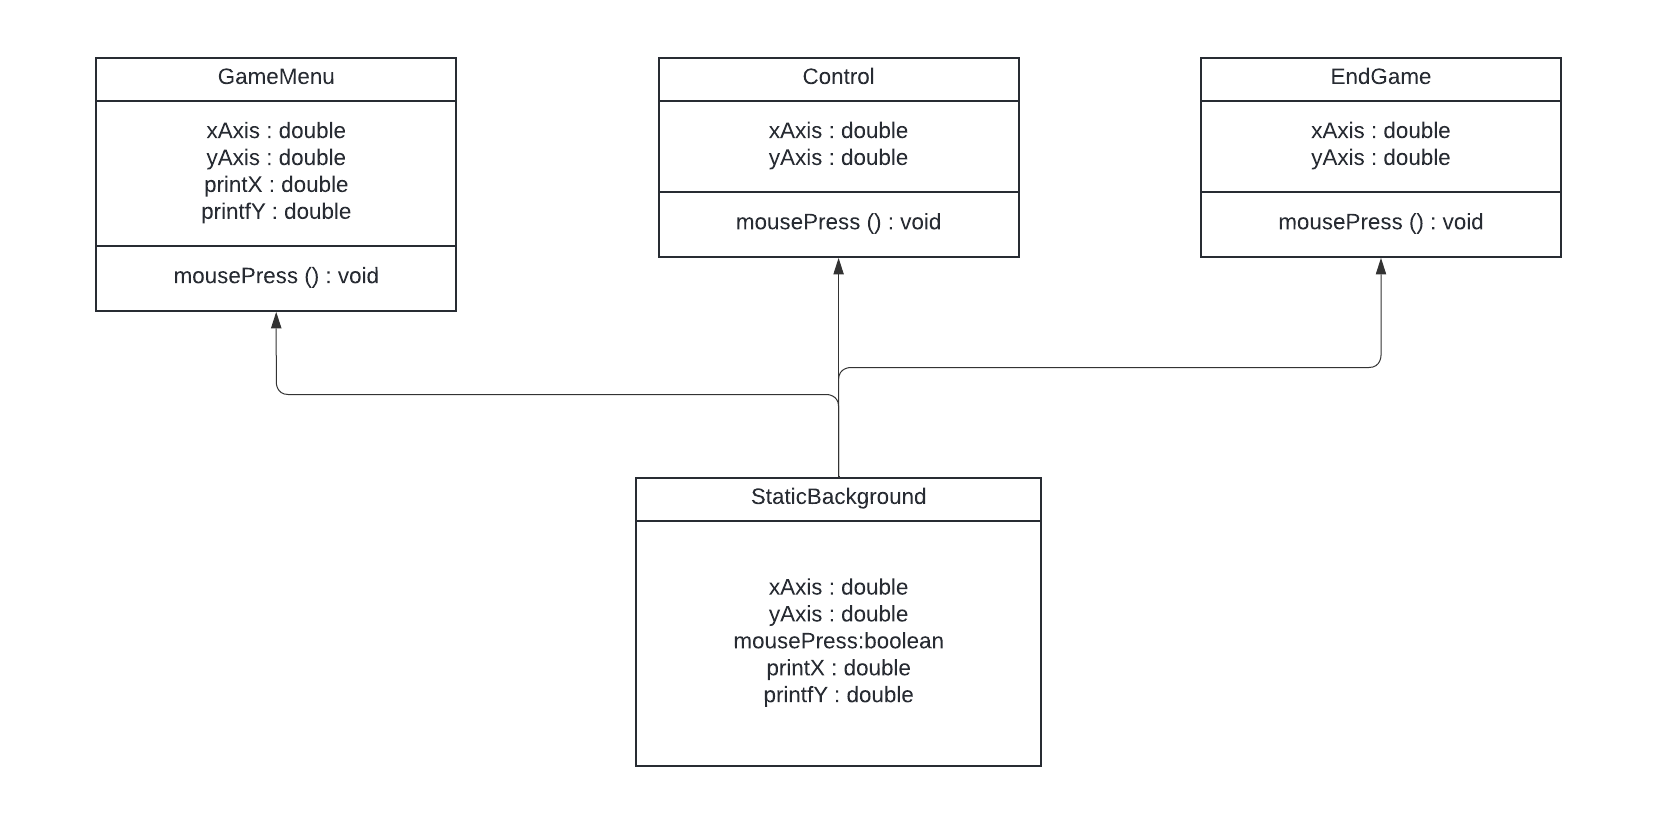 GameMenu
xAxis : double
yAxis : double
printX : double
printfY : double
mousePress () : void
Control
xAxis : double
yAxis : double
mousePress () : void
EndGame
xAxis : double
yAxis : double
mousePress () : void
StaticBackground
xAxis : double
yAxis : double
mousePress:boolean
printX : double
printfY : double